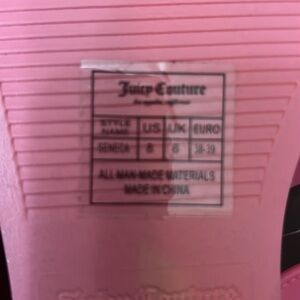 Juicy Couture
STYLE NAME US UK EURO
SENECA 8 6 38-39
ALL MAN-MADE MATERIALS
MADE IN CHINA